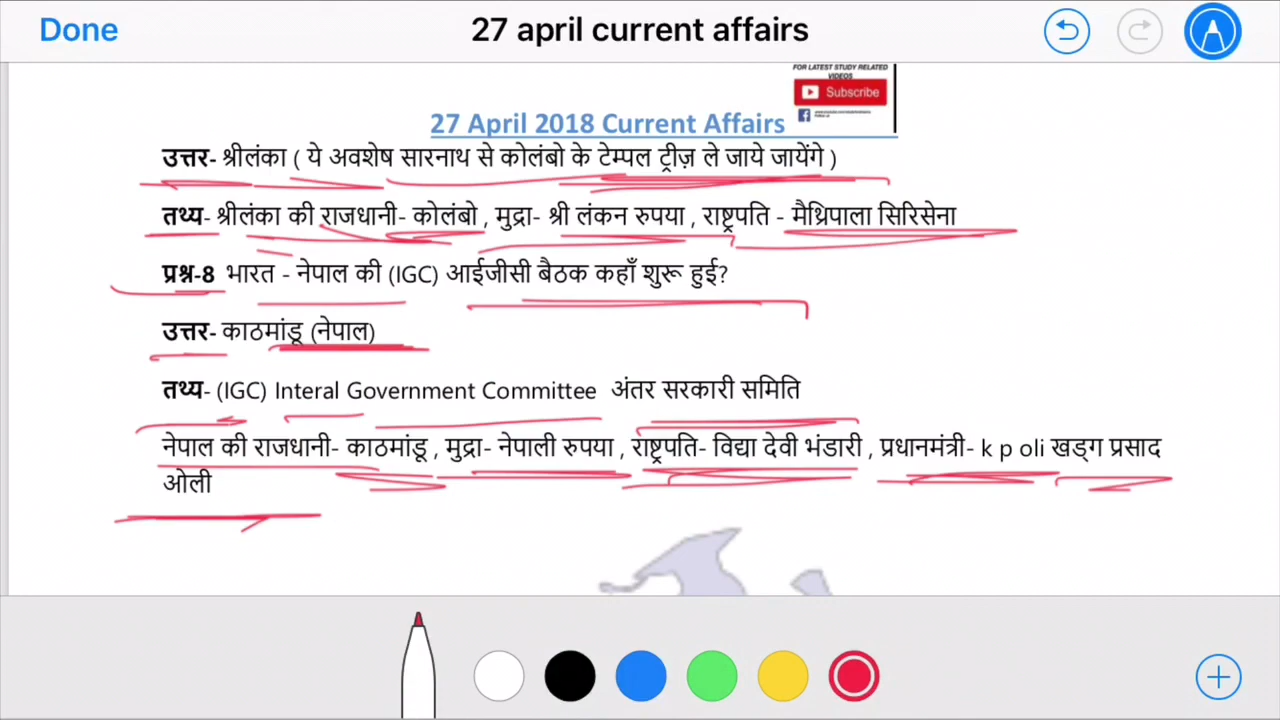 Done
27 april current affairs
FOR LATEST STUDY RELATED
VIDEOS
Subscribe
27 April 2018 Current Affairs
उत्तर- श्रीलंका ( ये अवशेष सारनाथ से कोलंबो के टेम्पल ट्रीज़ ले जाये जायेंगे )
तथ्य- श्रीलंका की राजधानी- कोलंबो , मुद्रा- श्री लंकन रुपया , राष्ट्रपति - मैथ्रिपाला सिरिसेना
प्रश्न-8 भारत - नेपाल की (IGC) आईजीसी बैठक कहाँ शुरू हुई?
उत्तर- काठमांडू (नेपाल)
तथ्य- (IGC) Interal Government Committee अंतर सरकारी समिति
नेपाल की राजधानी- काठमांडू , मुद्रा- नेपाली रुपया , राष्ट्रपति- विद्या देवी भंडारी , प्रधानमंत्री- k p oli खड्ग प्रसाद
ओली